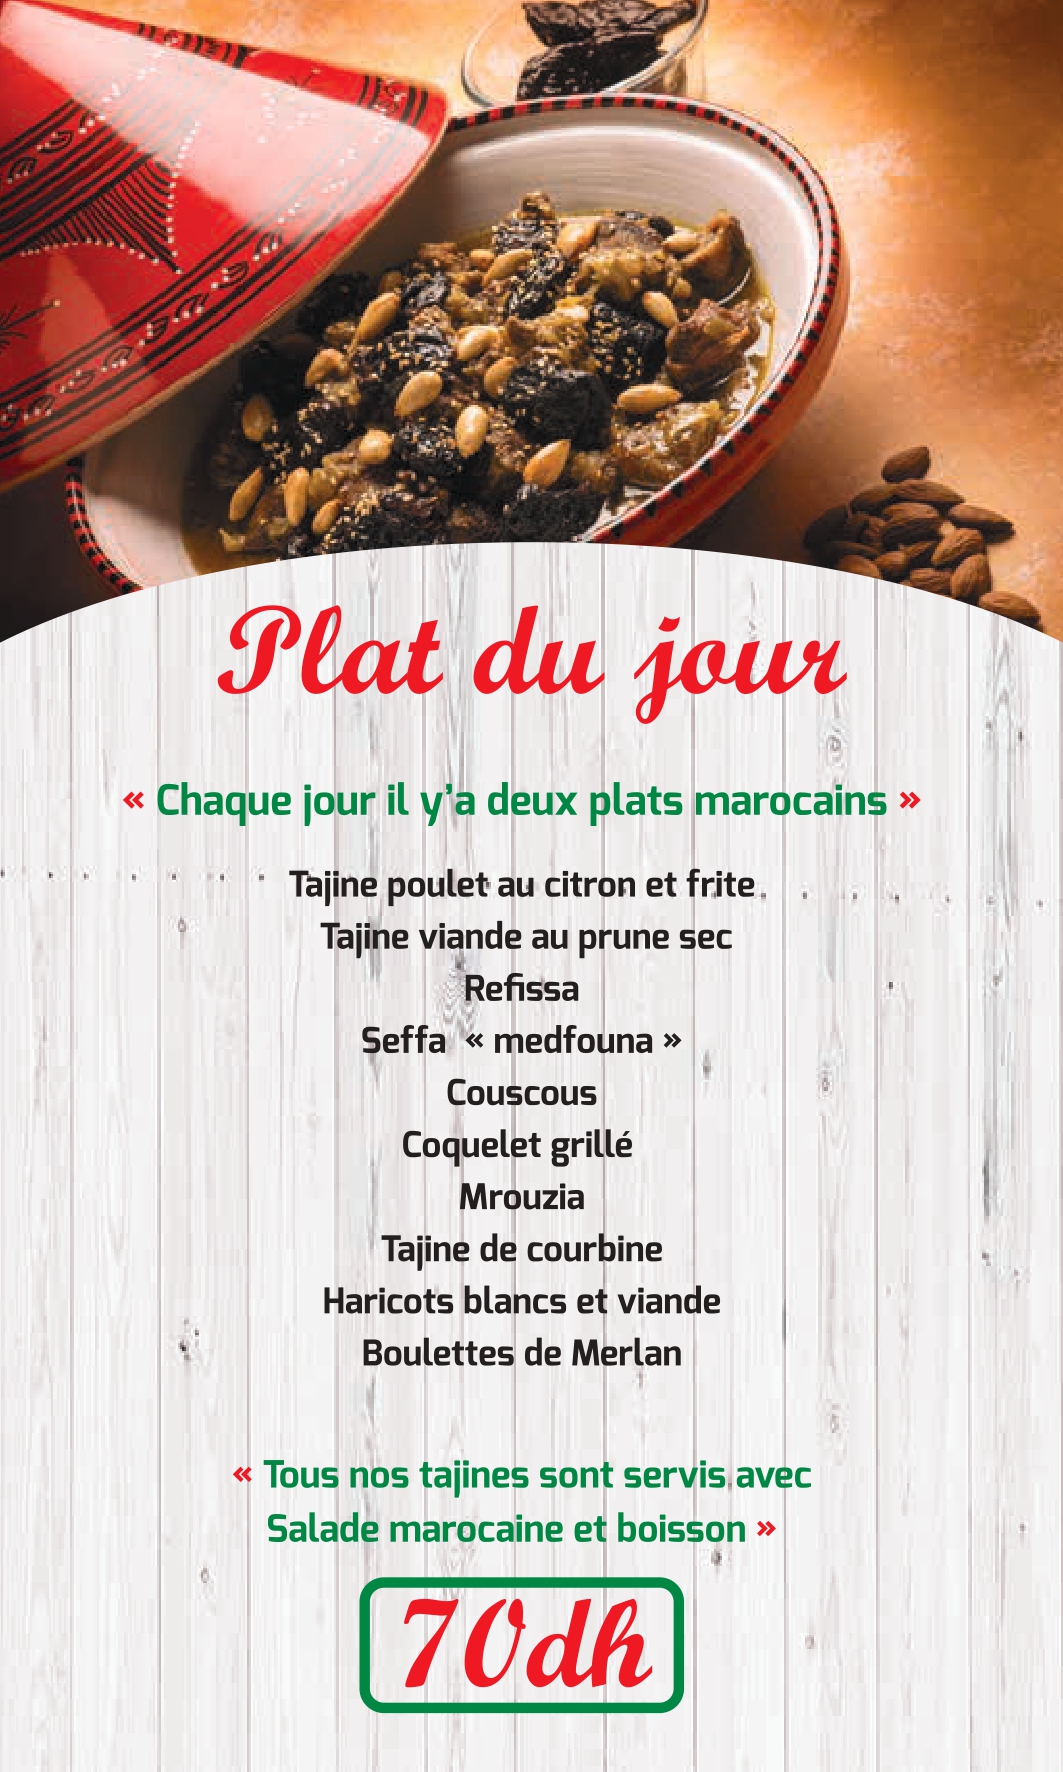 Plat du jour
« Chaque jour il y’a deux plats marocains »
Tajine poulet au citron et frite
Tajine viande au prune sec
Refissa
Seffa « medfouna »
Couscous
Coquelet grillé
Mrouzia
Tajine de courbine
Haricots blancs et viande
Boulettes de Merlan
« Tous nos tajines sont servis avec
Salade marocaine et boisson »
70dh